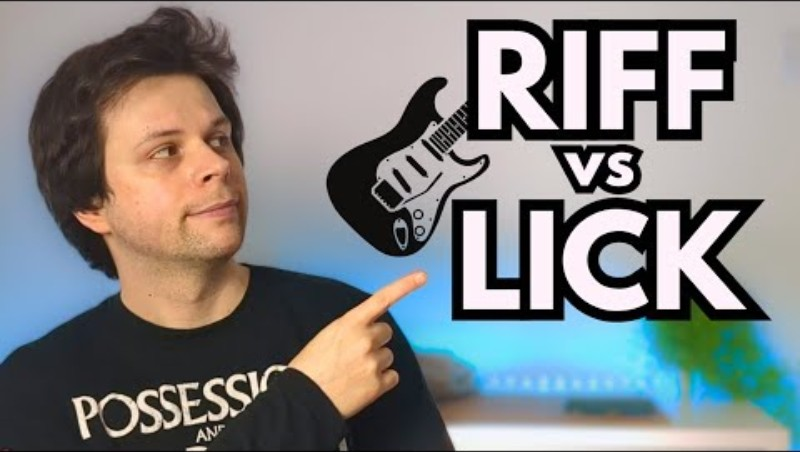 RIFF
VS
LICK
POSSESSIO
AND